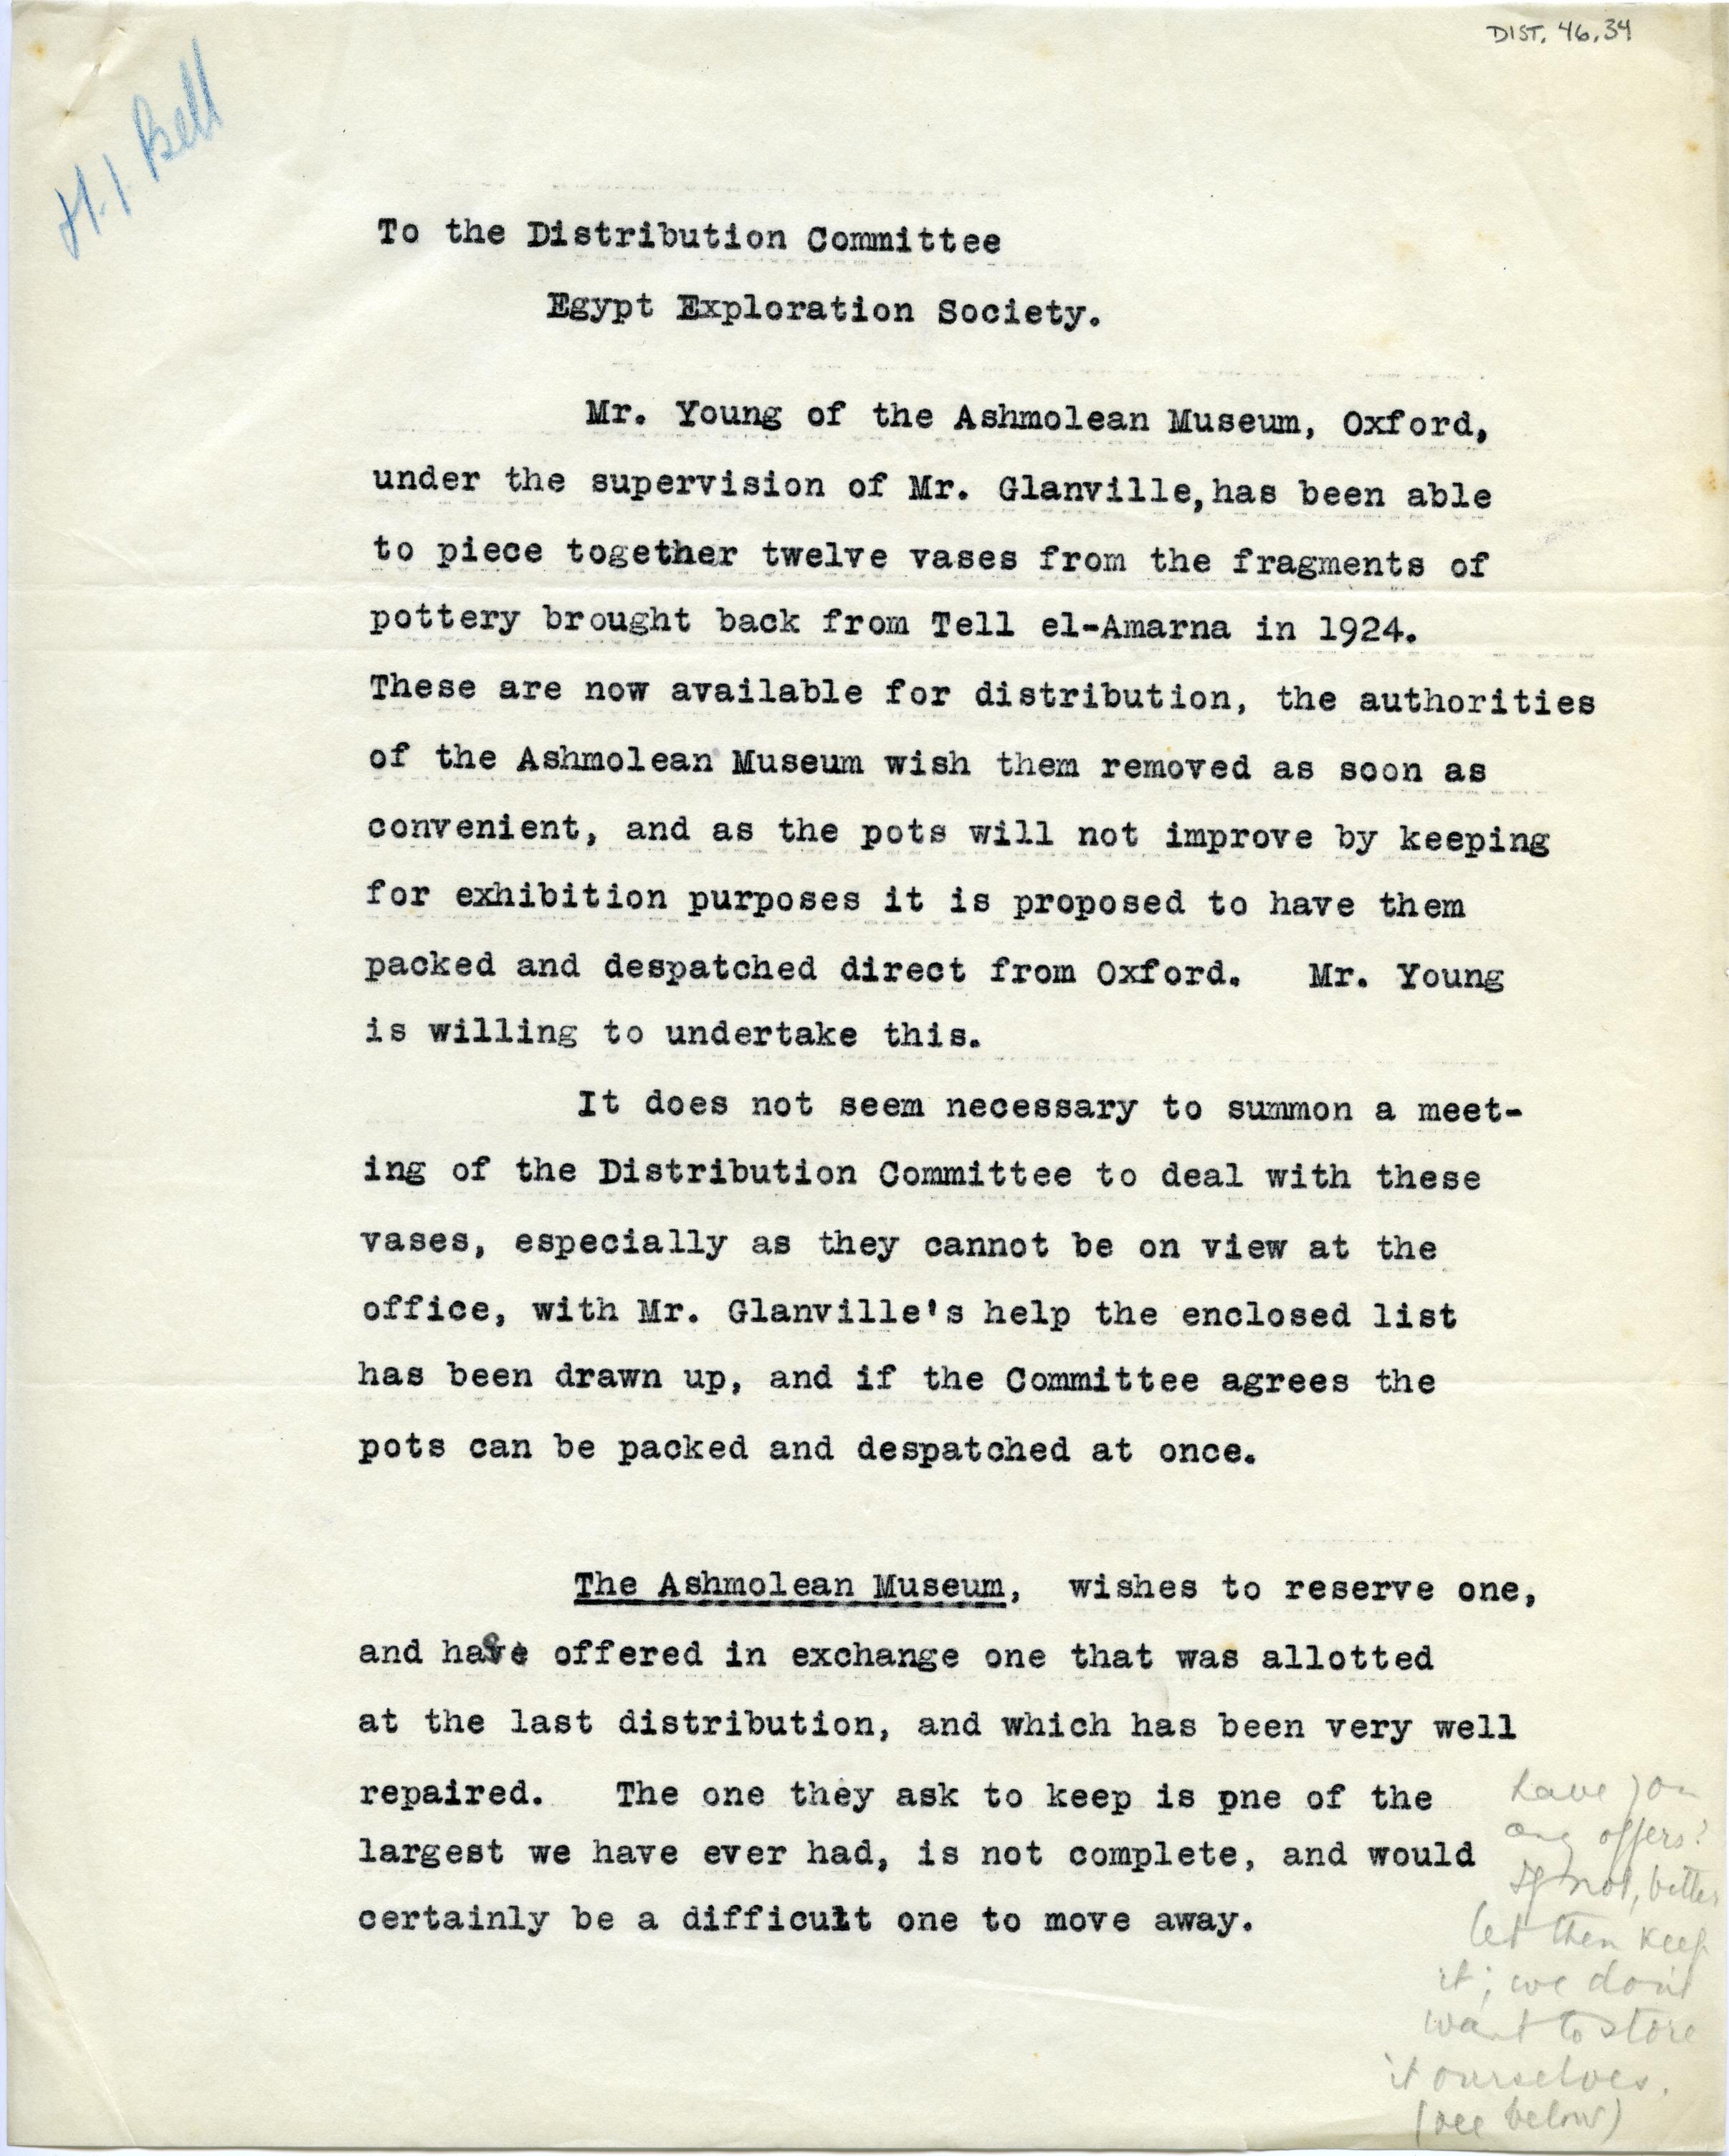 DIST. 46.34
H. I. Bell
To the Distribution Committee
Egypt Exploration Society.
Mr. Young of the Ashmolean Museum, Oxford,
under the supervision of Mr. Glanville, has been able
to piece together twelve vases from the fragments of
pottery brought back from Tell el-Amarna in 1924.
These are now available for distribution, the authorities
of the Ashmolean Museum wish them removed as soon as
convenient, and as the pots will not improve by keeping
for exhibition purposes it is proposed to have them
packed and despatched direct from Oxford. Mr. Young
is willing to undertake this.
It does not seem necessary to summon a meet-
ing of the Distribution Committee to deal with these
vases, especially as they cannot be on view at the
office, with Mr. Glanville's help the enclosed list
has been drawn up, and if the Committee agrees the
pots can be packed and despatched at once.
The Ashmolean Museum, wishes to reserve one,
and has offered in exchange one that was allotted
at the last distribution, and which has been very well
repaired. The one they ask to keep is pne of the
largest we have ever had, is not complete, and would
certainly be a difficult one to move away.
have you
any offers?
If not, better
let them keep
it; we don't
want to store
it ourselves.
(see below)